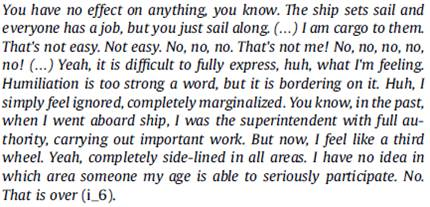 You have no effect on anything, you know. The ship sets sail and
everyone has a job, but you just sail along. (…) I am cargo to them.
That's not easy. Not easy. No, no, no. That's not me! No, no, no, no,
no! (…) Yeah, it is difficult to fully express, huh, what I'm feeling.
Humiliation is too strong a word, but it is bordering on it. Huh, I
simply feel ignored, completely marginalized. You know, in the past,
when I went aboard ship, I was the superintendent with full au-
thority, carrying out important work. But now, I feel like a third
wheel. Yeah, completely side-lined in all areas. I have no idea in
which area someone my age is able to seriously participate. No.
That is over (i_6).